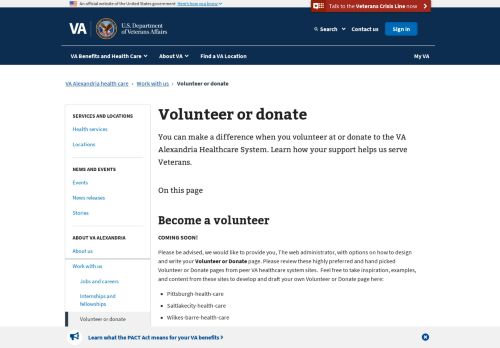 An official website of the United States government Here's how you know
Talk to the Veterans Crisis Line now
VA
U.S. Department
of Veterans Affairs
Search
Contact us
Sign in
VA Benefits and Health Care
About VA
Find a VA Location
My VA
VA Alexandria health care
Work with us
Volunteer or donate
SERVICES AND LOCATIONS
Health services
Locations
NEWS AND EVENTS
Events
News releases
Stories
ABOUT VA ALEXANDRIA
About us
Work with us
Jobs and careers
Internships and
fellowships
Volunteer or donate
Volunteer or donate
You can make a difference when you volunteer at or donate to the VA
Alexandria Healthcare System. Learn how your support helps us serve
Veterans.
On this page
Become a volunteer
COMING SOON!
Please be advised, we would like to provide you, The web administrator, with options on how to design
and write your Volunteer or Donate page. Please review these highly preferred and hand picked
Volunteer or Donate pages from peer VA healthcare system sites. Feel free to take inspiration, examples,
and content from these sites to develop and draft your own Volunteer or Donate page here:
Pittsburgh-health-care
Saltlakecity-health-care
Wilkes-barre-health-care
Learn what the PACT Act means for your VA benefits